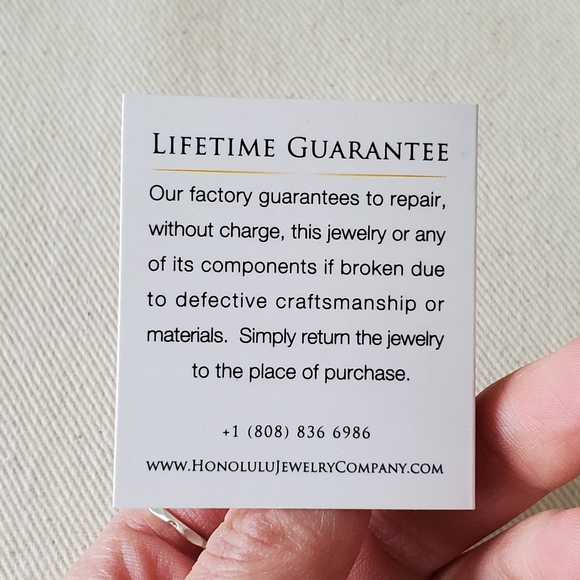 Lifetime Guarantee
Our factory guarantees to repair,
without charge, this jewelry or any
of its components if broken due
to defective craftsmanship or
materials. Simply return the jewelry
to the place of purchase.
+1 (808) 836 6986
www.HonoluluJewelryCompany.com